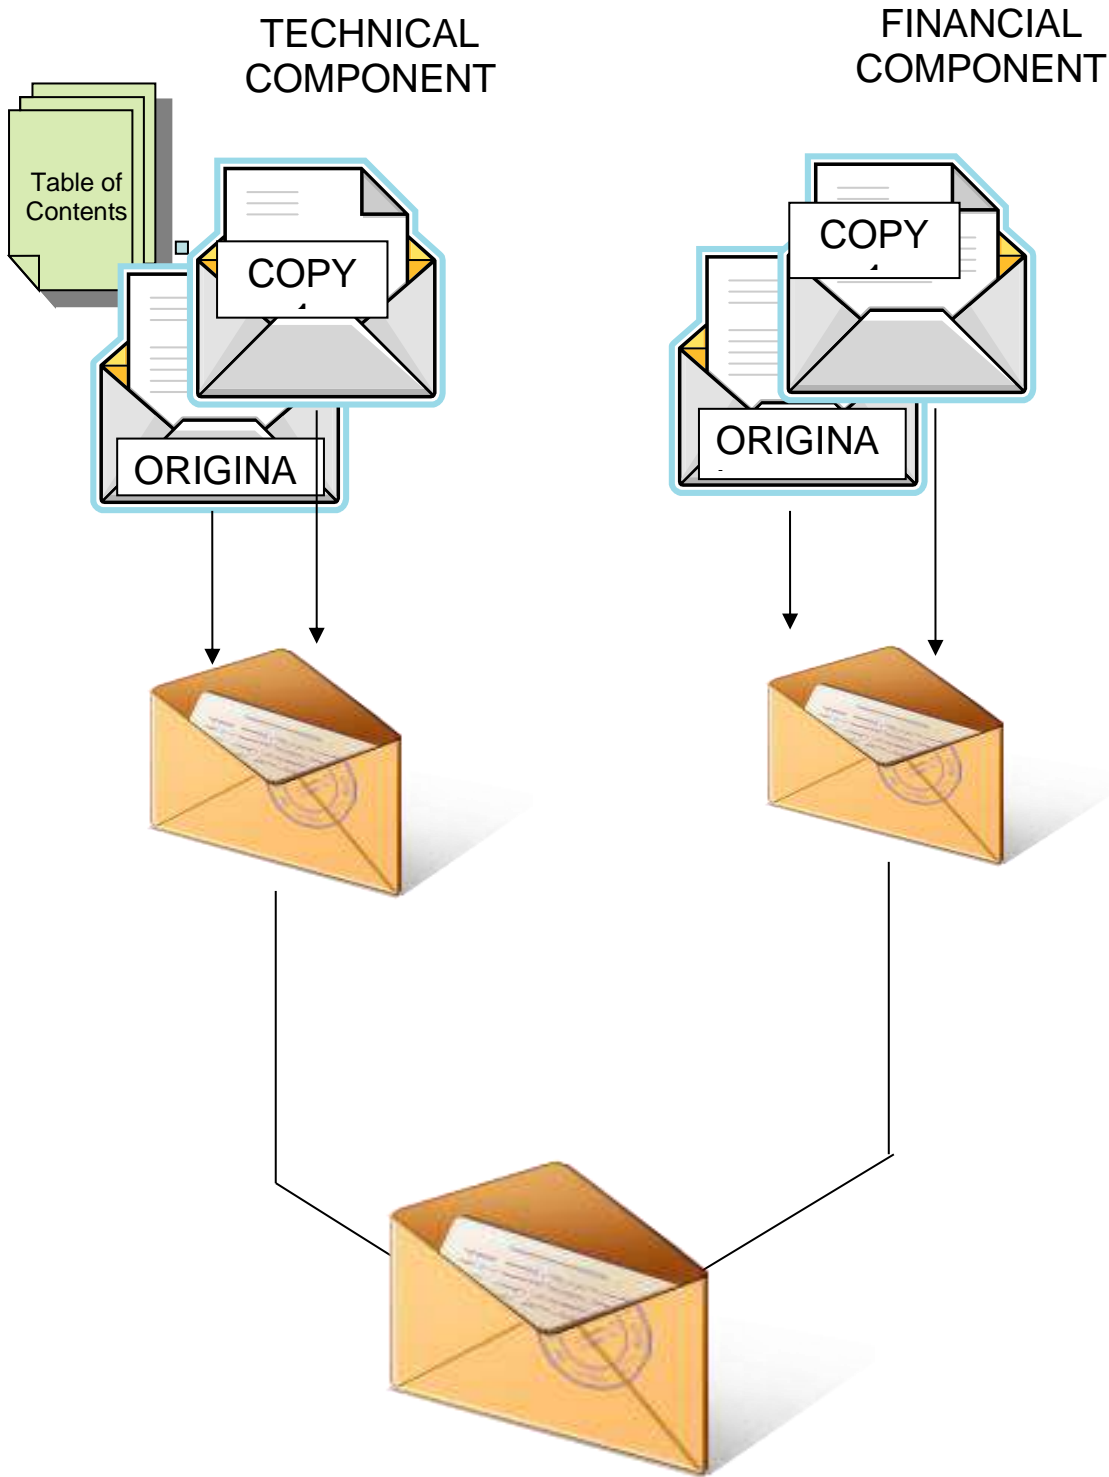 TECHNICAL
COMPONENT
FINANCIAL
COMPONENT
Table of
Contents
COPY
COPY
ORIGINA
ORIGINA